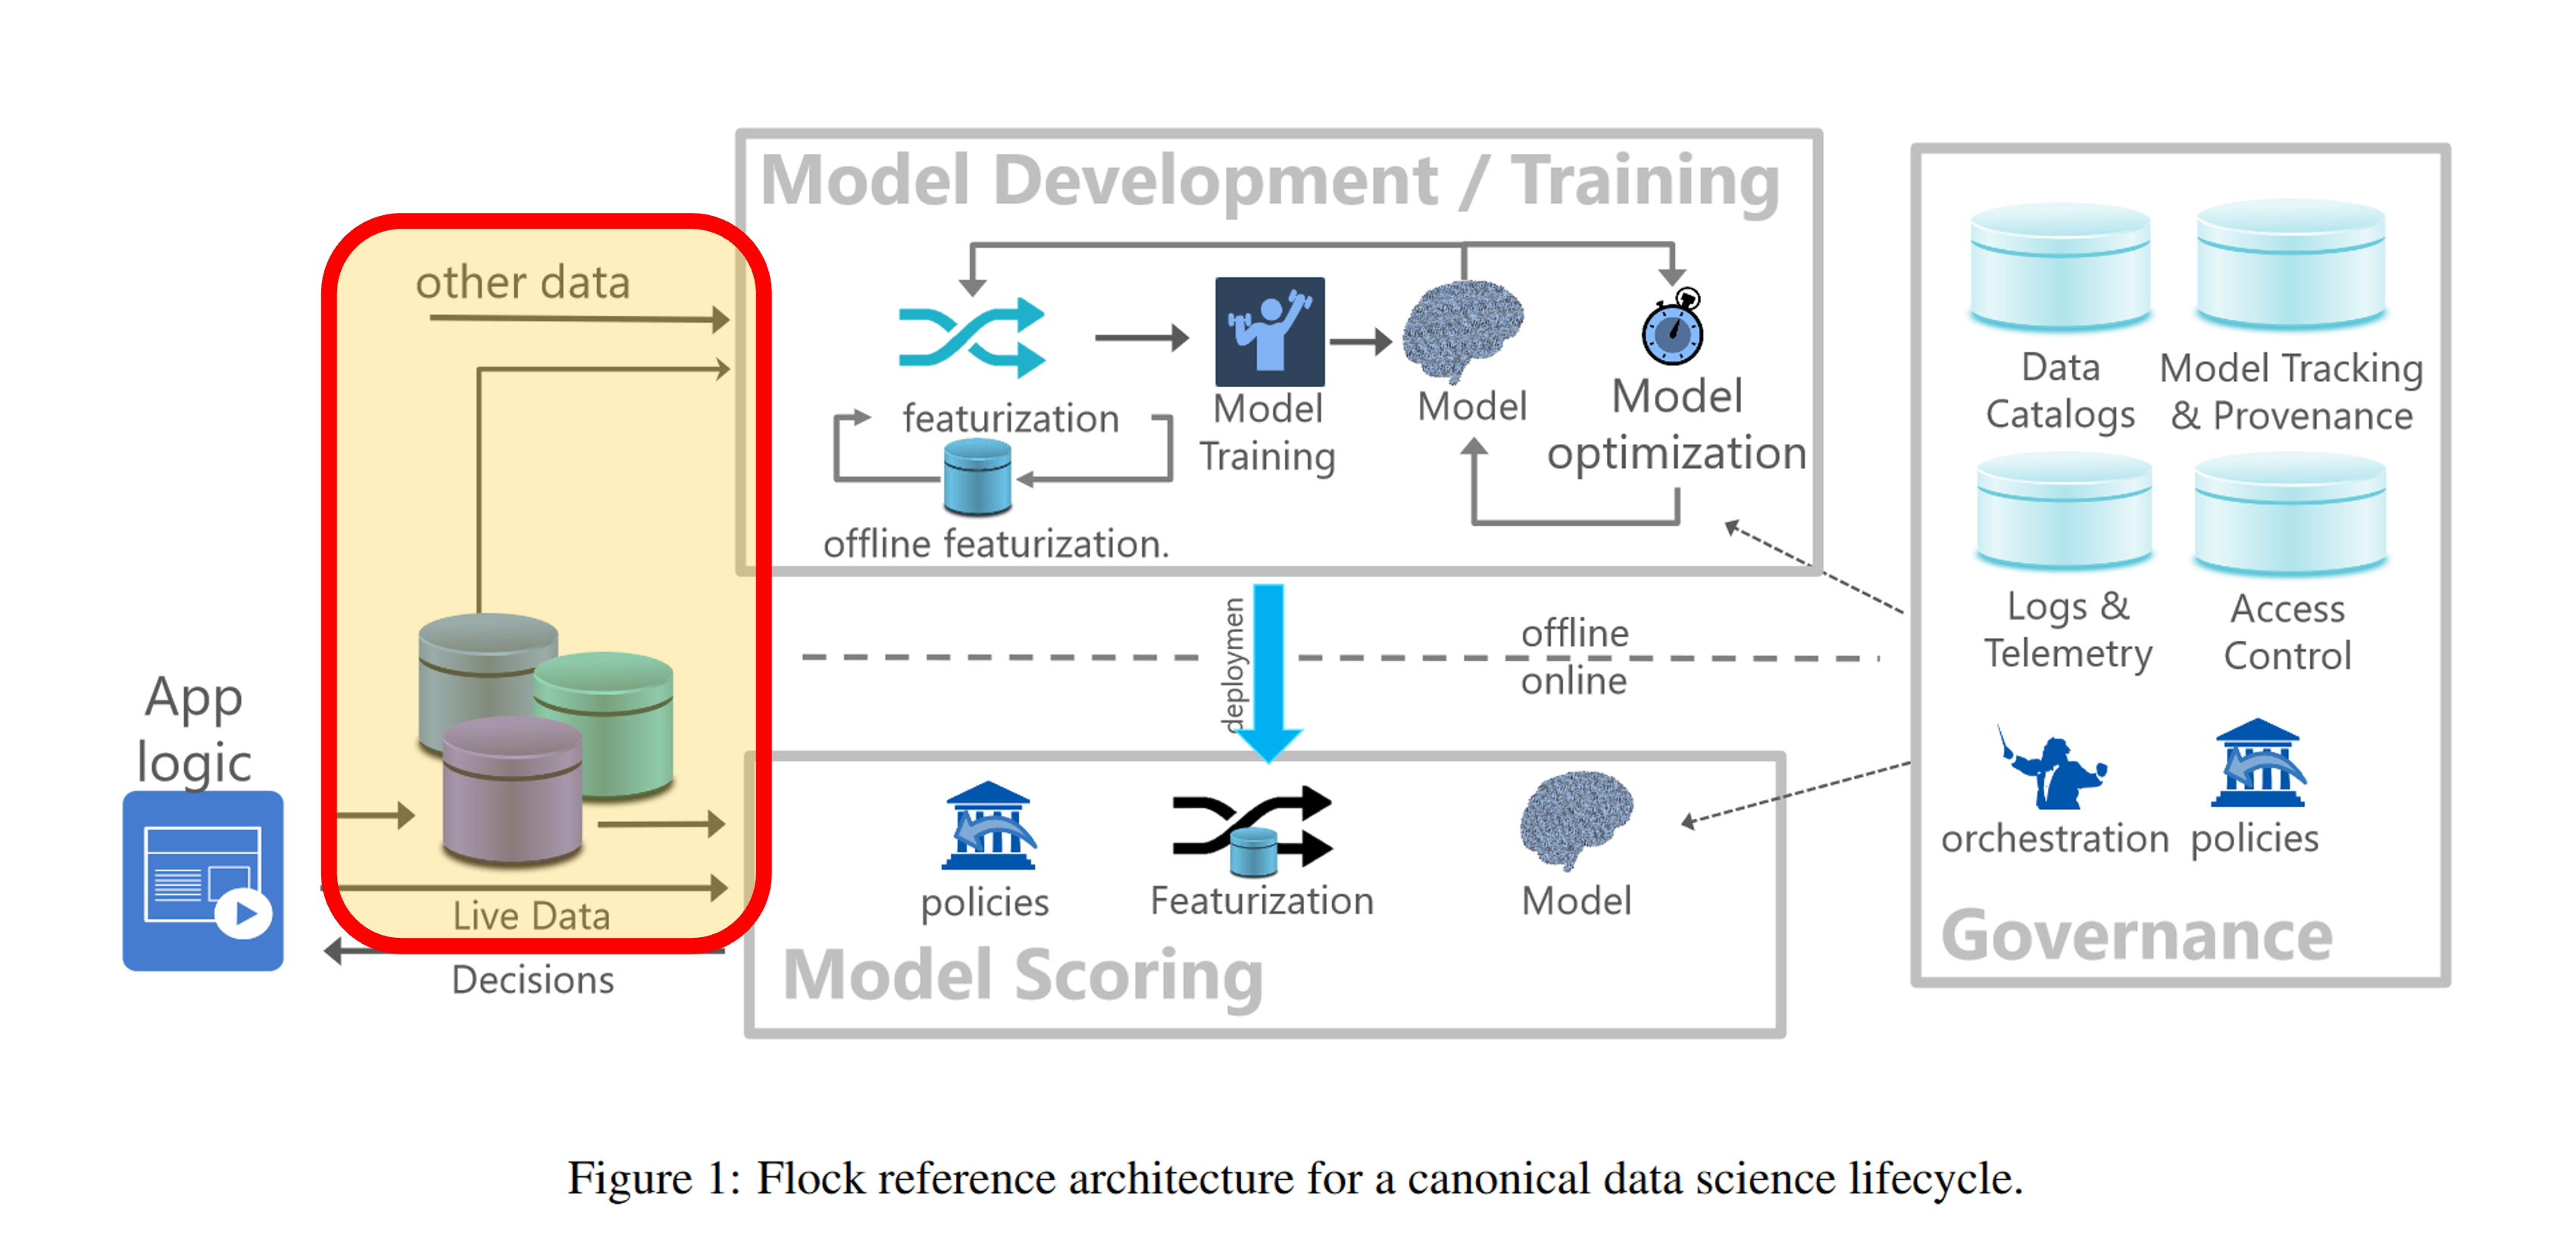 Model Development / Training
other data
featurization
offline featurization.
Model
Training
Model
Model
optimization
Data
Catalogs
Model Tracking
& Provenance
Logs &
Telemetry
Access
Control
orchestration
policies
Governance
deploymen
offline
online
App
logic
Live Data
Decisions
policies
Featurization
Model
Model Scoring
Figure 1: Flock reference architecture for a canonical data science lifecycle.